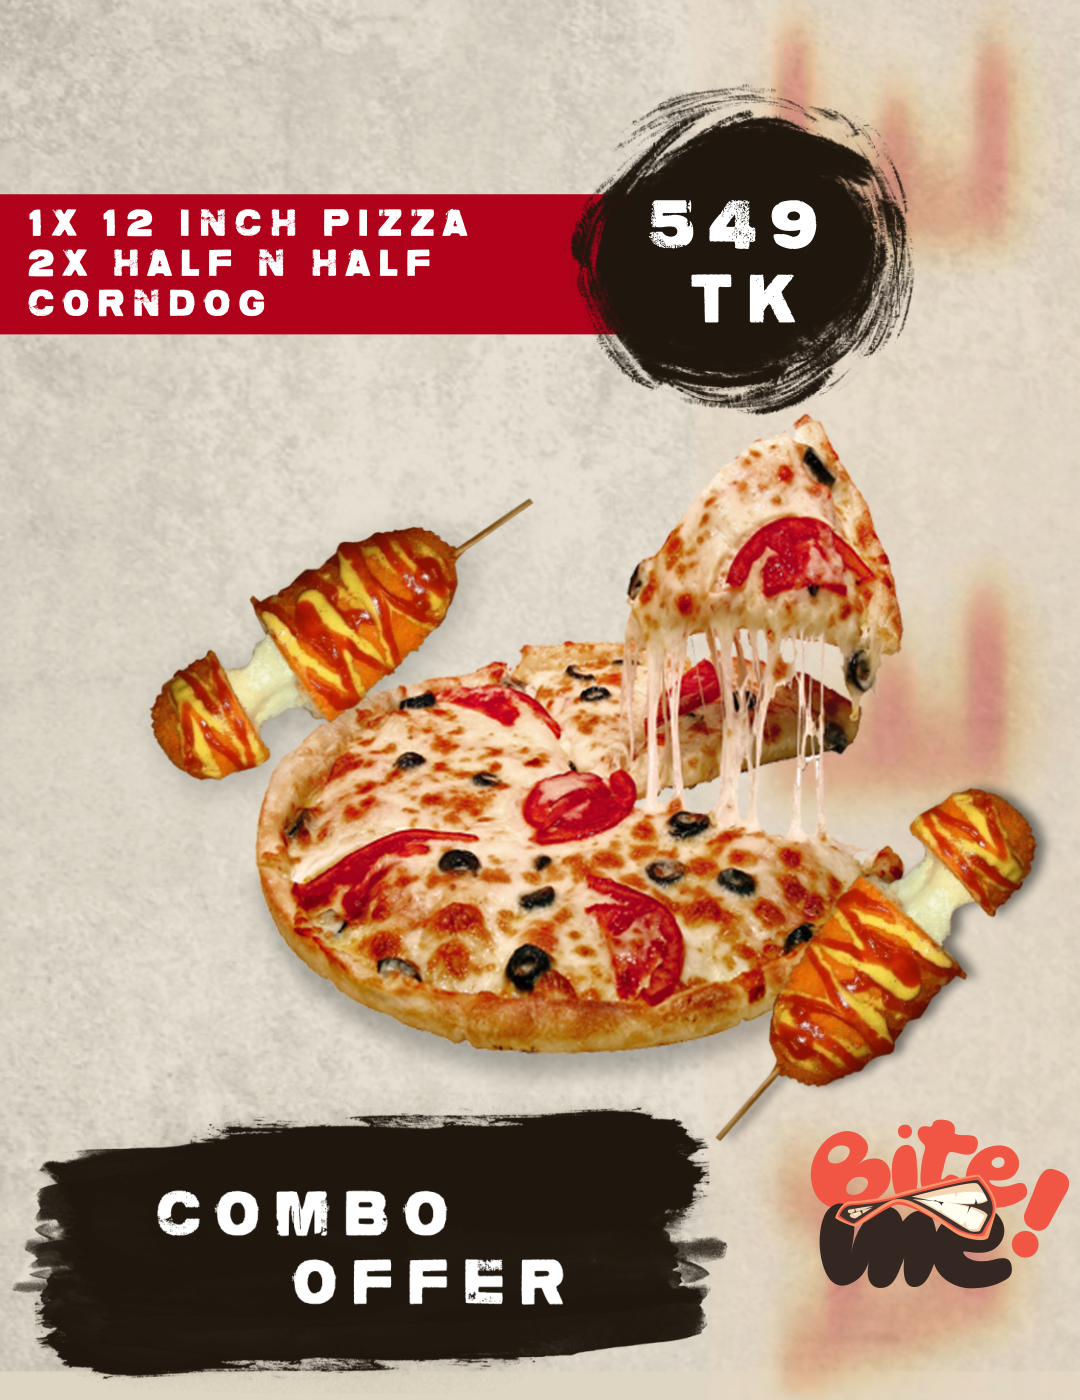 1X 12 INCH PIZZA
2X HALF N HALF
CORNDOG
549
TK
COMBO
OFFER
Bite
me!